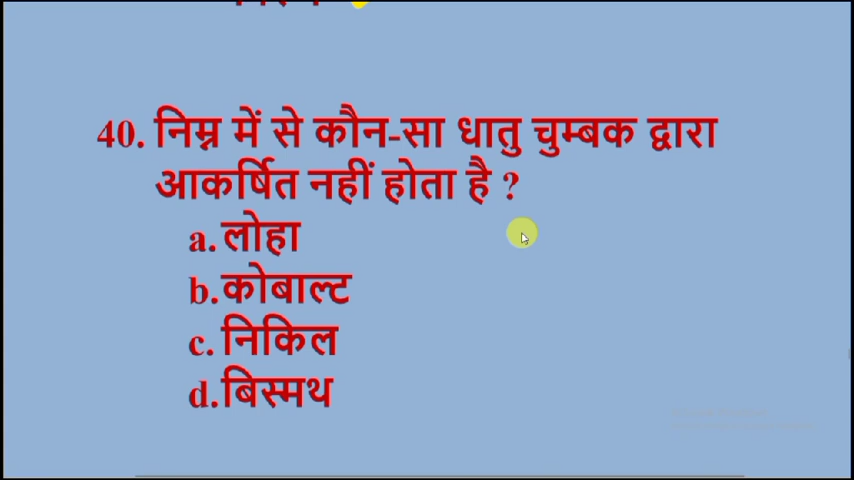 40. निम्न में से कौन-सा धातु चुम्बक द्वारा
आकर्षित नहीं होता है ?
a. लोहा
b. कोबाल्ट
c. निकिल
d. बिस्मथ